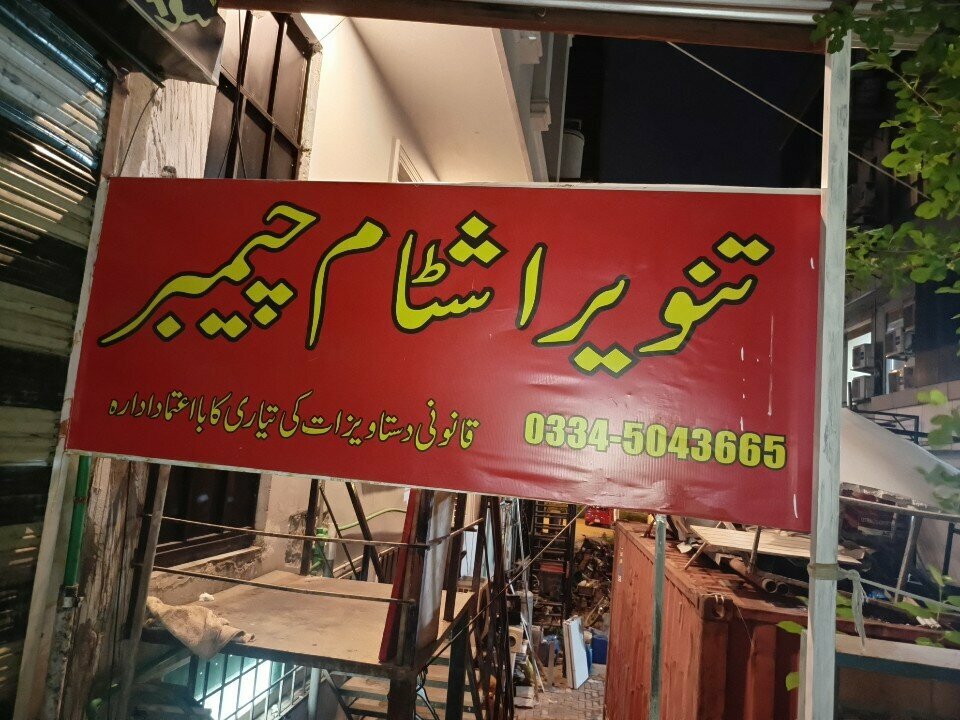 تنویر اشٹام چیمبر
قانونی دستاویزات کی تیاری کا بااعتماد ادارہ
0334-5043665